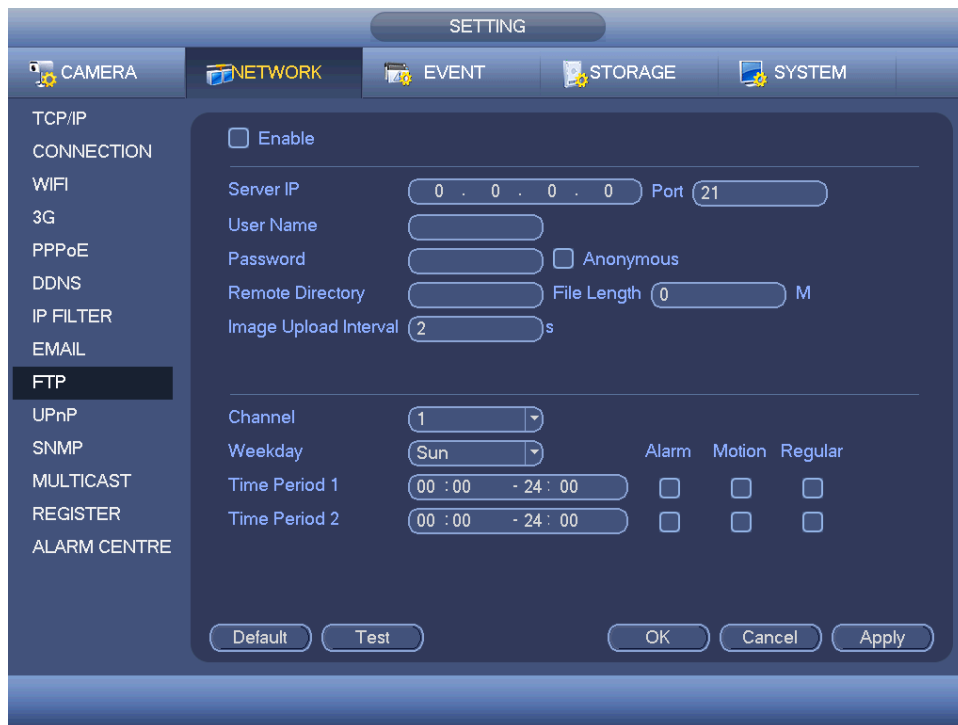 SETTING
CAMERA NETWORK EVENT STORAGE SYSTEM
TCP/IP
CONNECTION
WIFI
3G
PPPoE
DDNS
IP FILTER
EMAIL
FTP
UPnP
SNMP
MULTICAST
REGISTER
ALARM CENTRE
Enable
Server IP 0 . 0 . 0 . 0 Port 21
User Name
Password Anonymous
Remote Directory File Length 0 M
Image Upload Interval 2 s
Channel 1
Weekday Sun Alarm Motion Regular
Time Period 1 00 : 00 - 24 : 00
Time Period 2 00 : 00 - 24 : 00
Default Test OK Cancel Apply